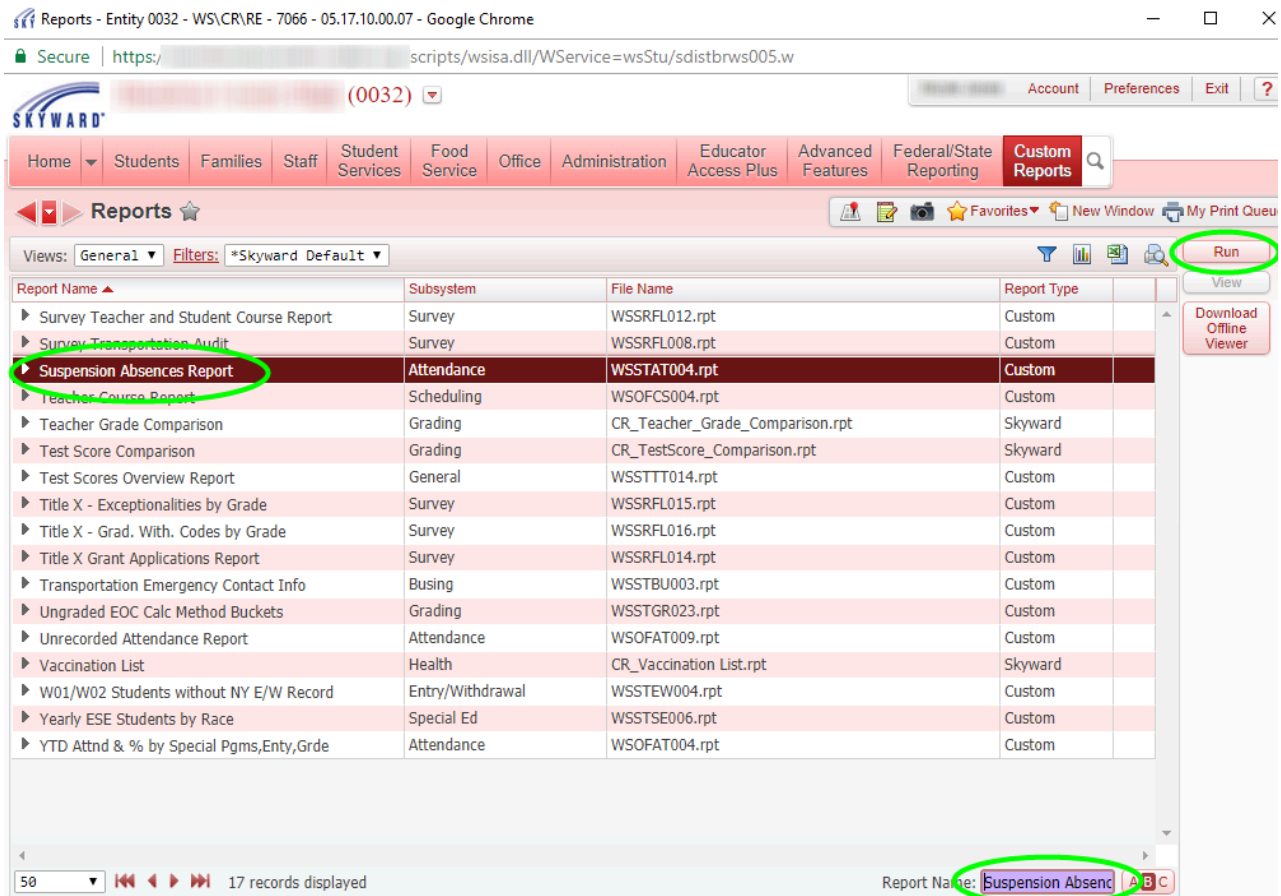 Reports - Entity 0032 - WS\CR\RE - 7066 - 05.17.10.00.07 - Google Chrome
Secure | https:/ scripts/wsisa.dll/WService=wsStu/sdistbrws005.w
SKYWARD (0032) Account Preferences Exit ?
Home Students Families Staff Student Services Food Service Office Administration Educator Access Plus Advanced Features Federal/State Reporting Custom Reports
Reports Favorites New Window My Print Queu
Views: General Filters: *Skyward Default Run
Report Name Subsystem File Name Report Type View
Survey Teacher and Student Course Report Survey WSSRFL012.rpt Custom
Download Offline Viewer
Survey Transportation Audit Survey WSSRFL008.rpt Custom
Suspension Absences Report Attendance WSSTAT004.rpt Custom
Teacher Course Report Scheduling WSOFCS004.rpt Custom
Teacher Grade Comparison Grading CR_Teacher_Grade_Comparison.rpt Skyward
Test Score Comparison Grading CR_TestScore_Comparison.rpt Skyward
Test Scores Overview Report General WSSTTT014.rpt Custom
Title X - Exceptionalities by Grade Survey WSSRFL015.rpt Custom
Title X - Grad. With. Codes by Grade Survey WSSRFL016.rpt Custom
Title X Grant Applications Report Survey WSSRFL014.rpt Custom
Transportation Emergency Contact Info Busing WSSTBU003.rpt Custom
Ungraded EOC Calc Method Buckets Grading WSSTGR023.rpt Custom
Unrecorded Attendance Report Attendance WSOFAT009.rpt Custom
Vaccination List Health CR_Vaccination List.rpt Skyward
W01/W02 Students without NY E/W Record Entry/Withdrawal WSSTEW004.rpt Custom
Yearly ESE Students by Race Special Ed WSSTSE006.rpt Custom
YTD Attnd & % by Special Pgms,Enty,Grde Attendance WSOFAT004.rpt Custom
50 17 records displayed Report Name: Suspension Absenc A B C